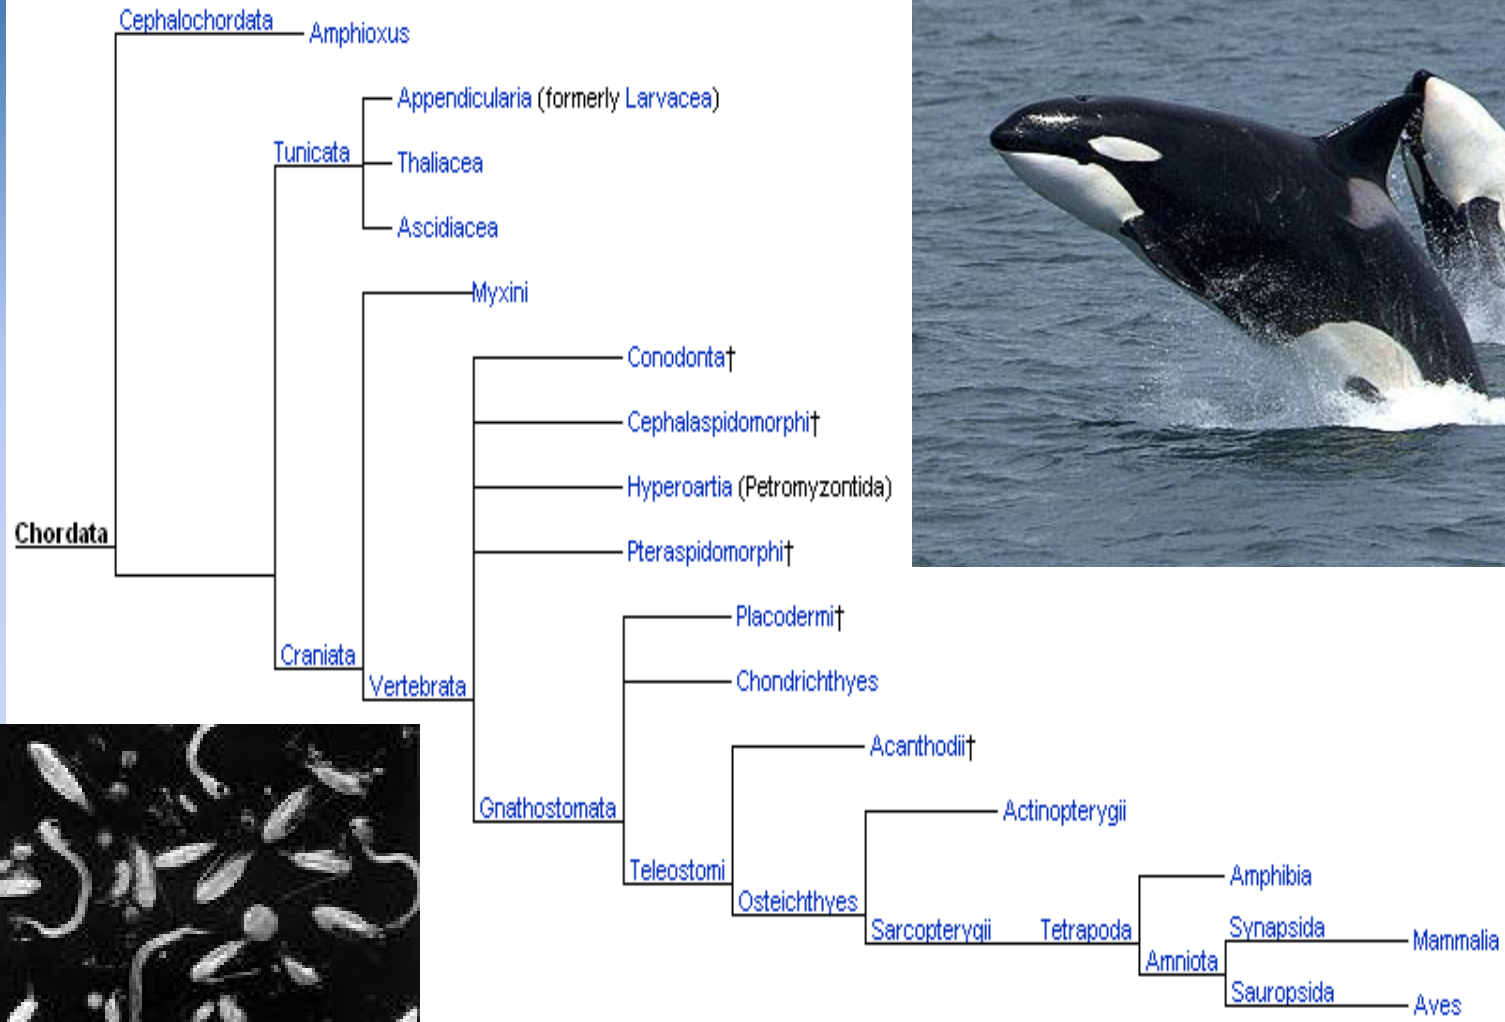 Cephalochordata
Amphioxus
Appendicularia (formerly Larvacea)
Tunicata
Thaliacea
Ascidiacea
Myxini
Conodonta†
Cephalaspidomorphi†
Hyperoartia (Petromyzontida)
Chordata
Pteraspidomorphi†
Placodermi†
Craniata
Chondrichthyes
Vertebrata
Acanthodii†
Gnathostomata
Actinopterygii
Teleostomi
Amphibia
Osteichthyes
Sarcopterygii
Tetrapoda
Synapsida
Mammalia
Amniota
Sauropsida
Aves